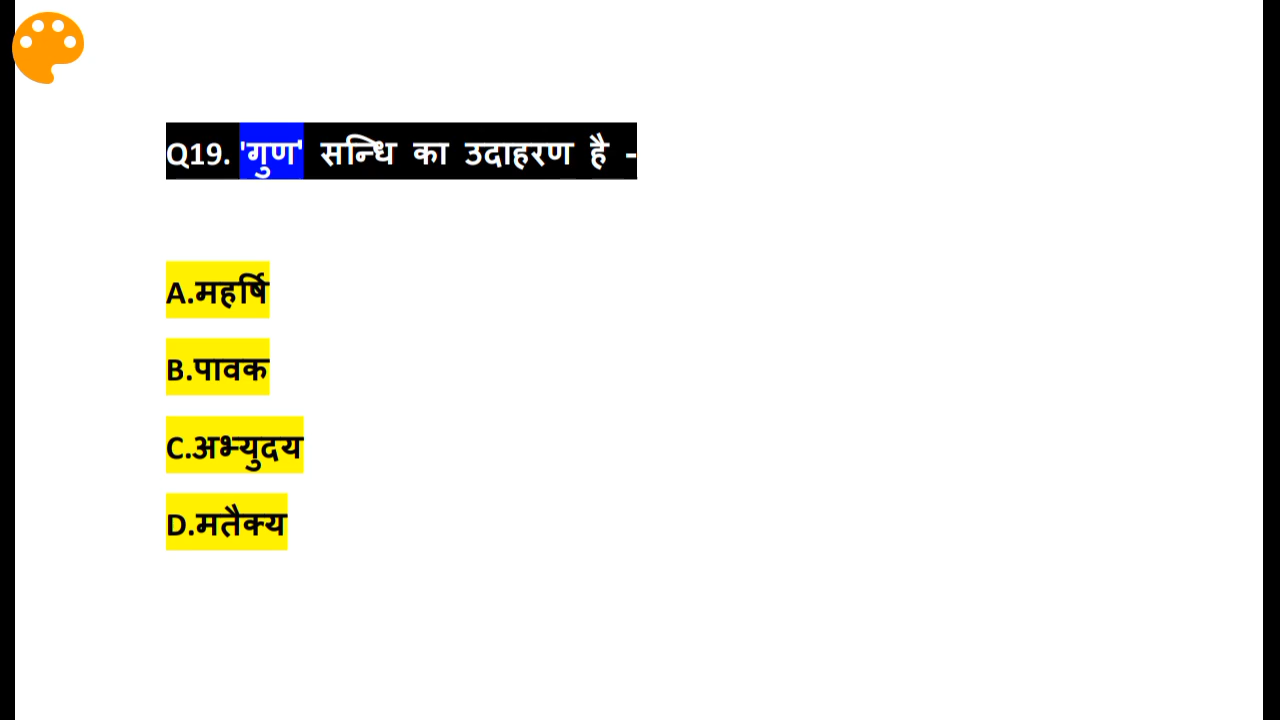 Q19. 'गुण' सन्धि का उदाहरण है -
A.महर्षि
B.पावक
C.अभ्युदय
D.मतैक्य